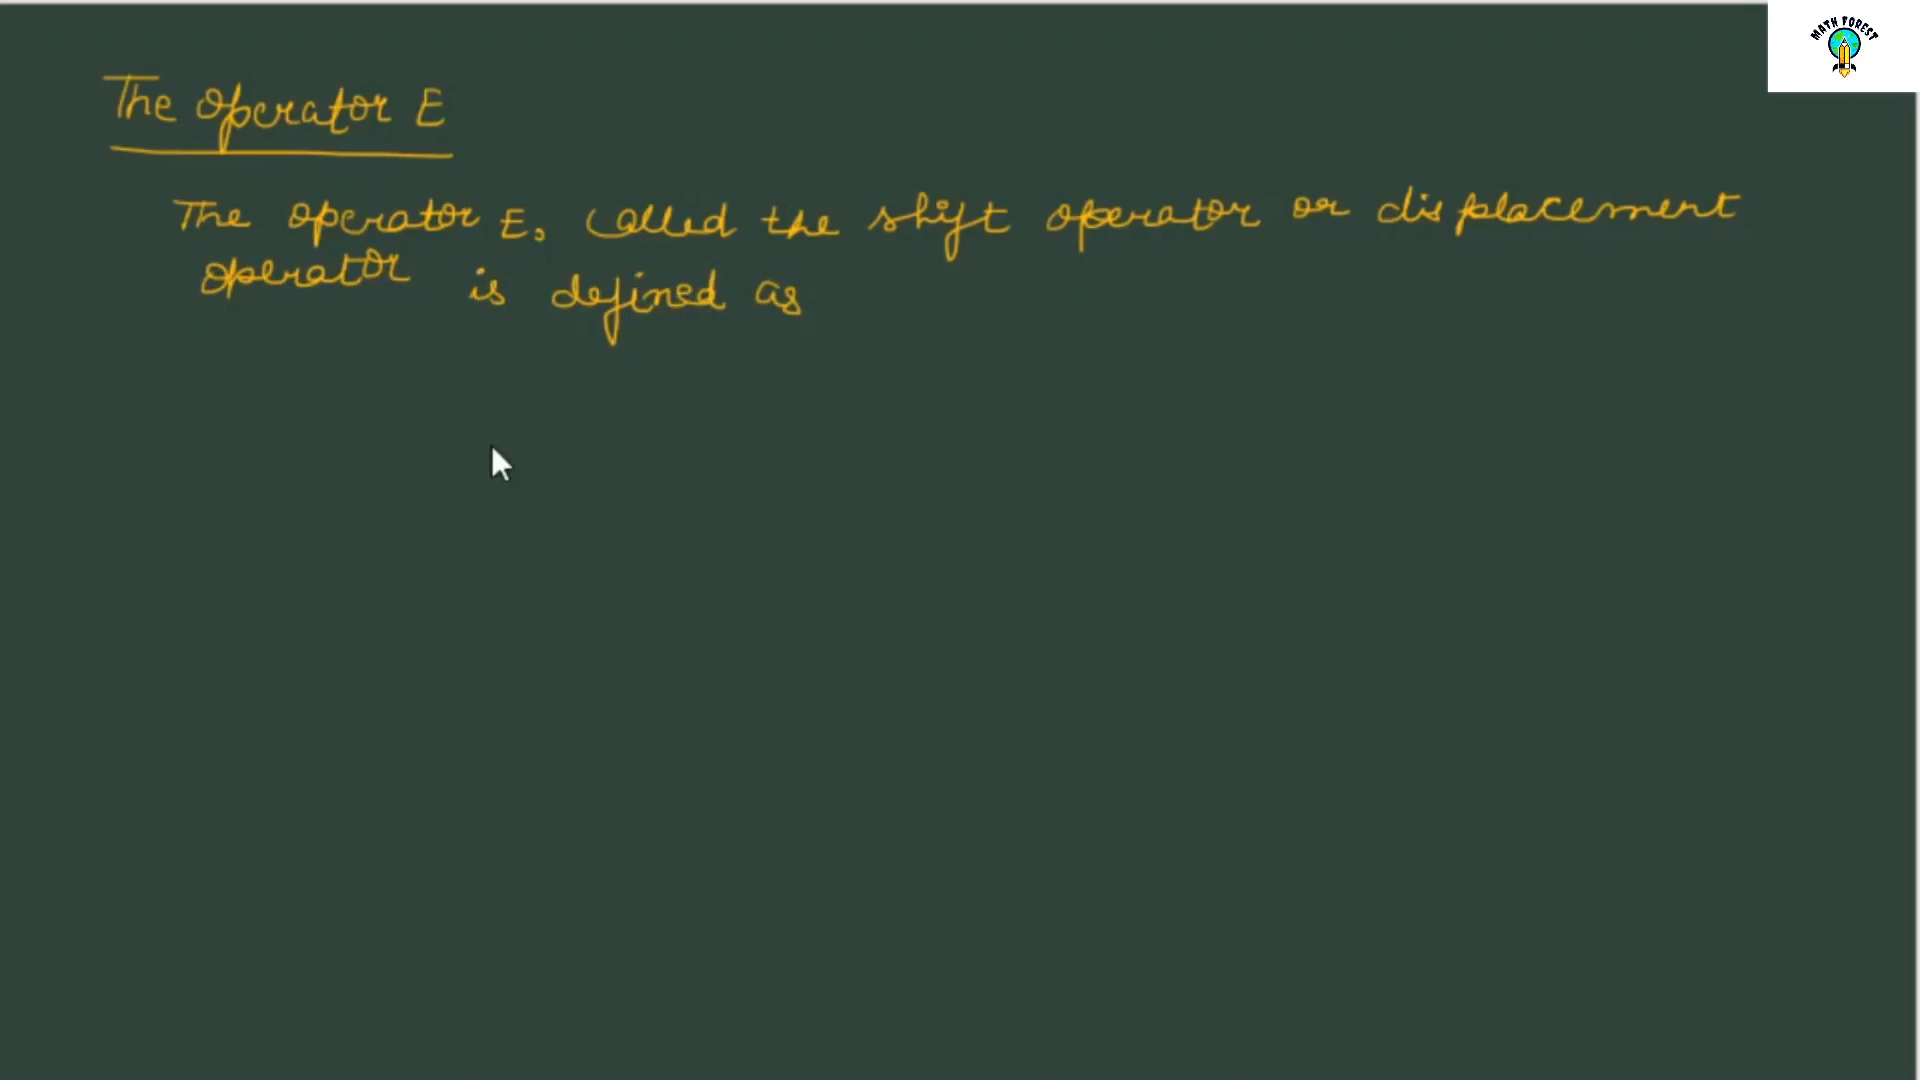 MATH FOREST
The operator E
The operator E, called the shift operator or displacement
operator is defined as